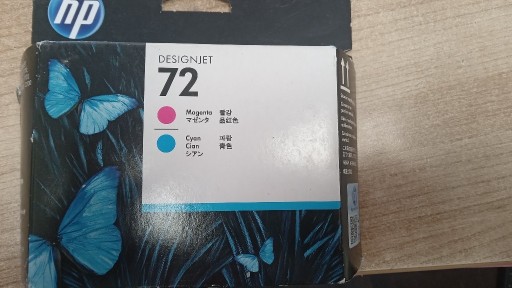 hp
DESIGNJET
72
Magenta 빨강
マゼンタ 品紅色
Cyan 파랑
Cian 青色
シアン